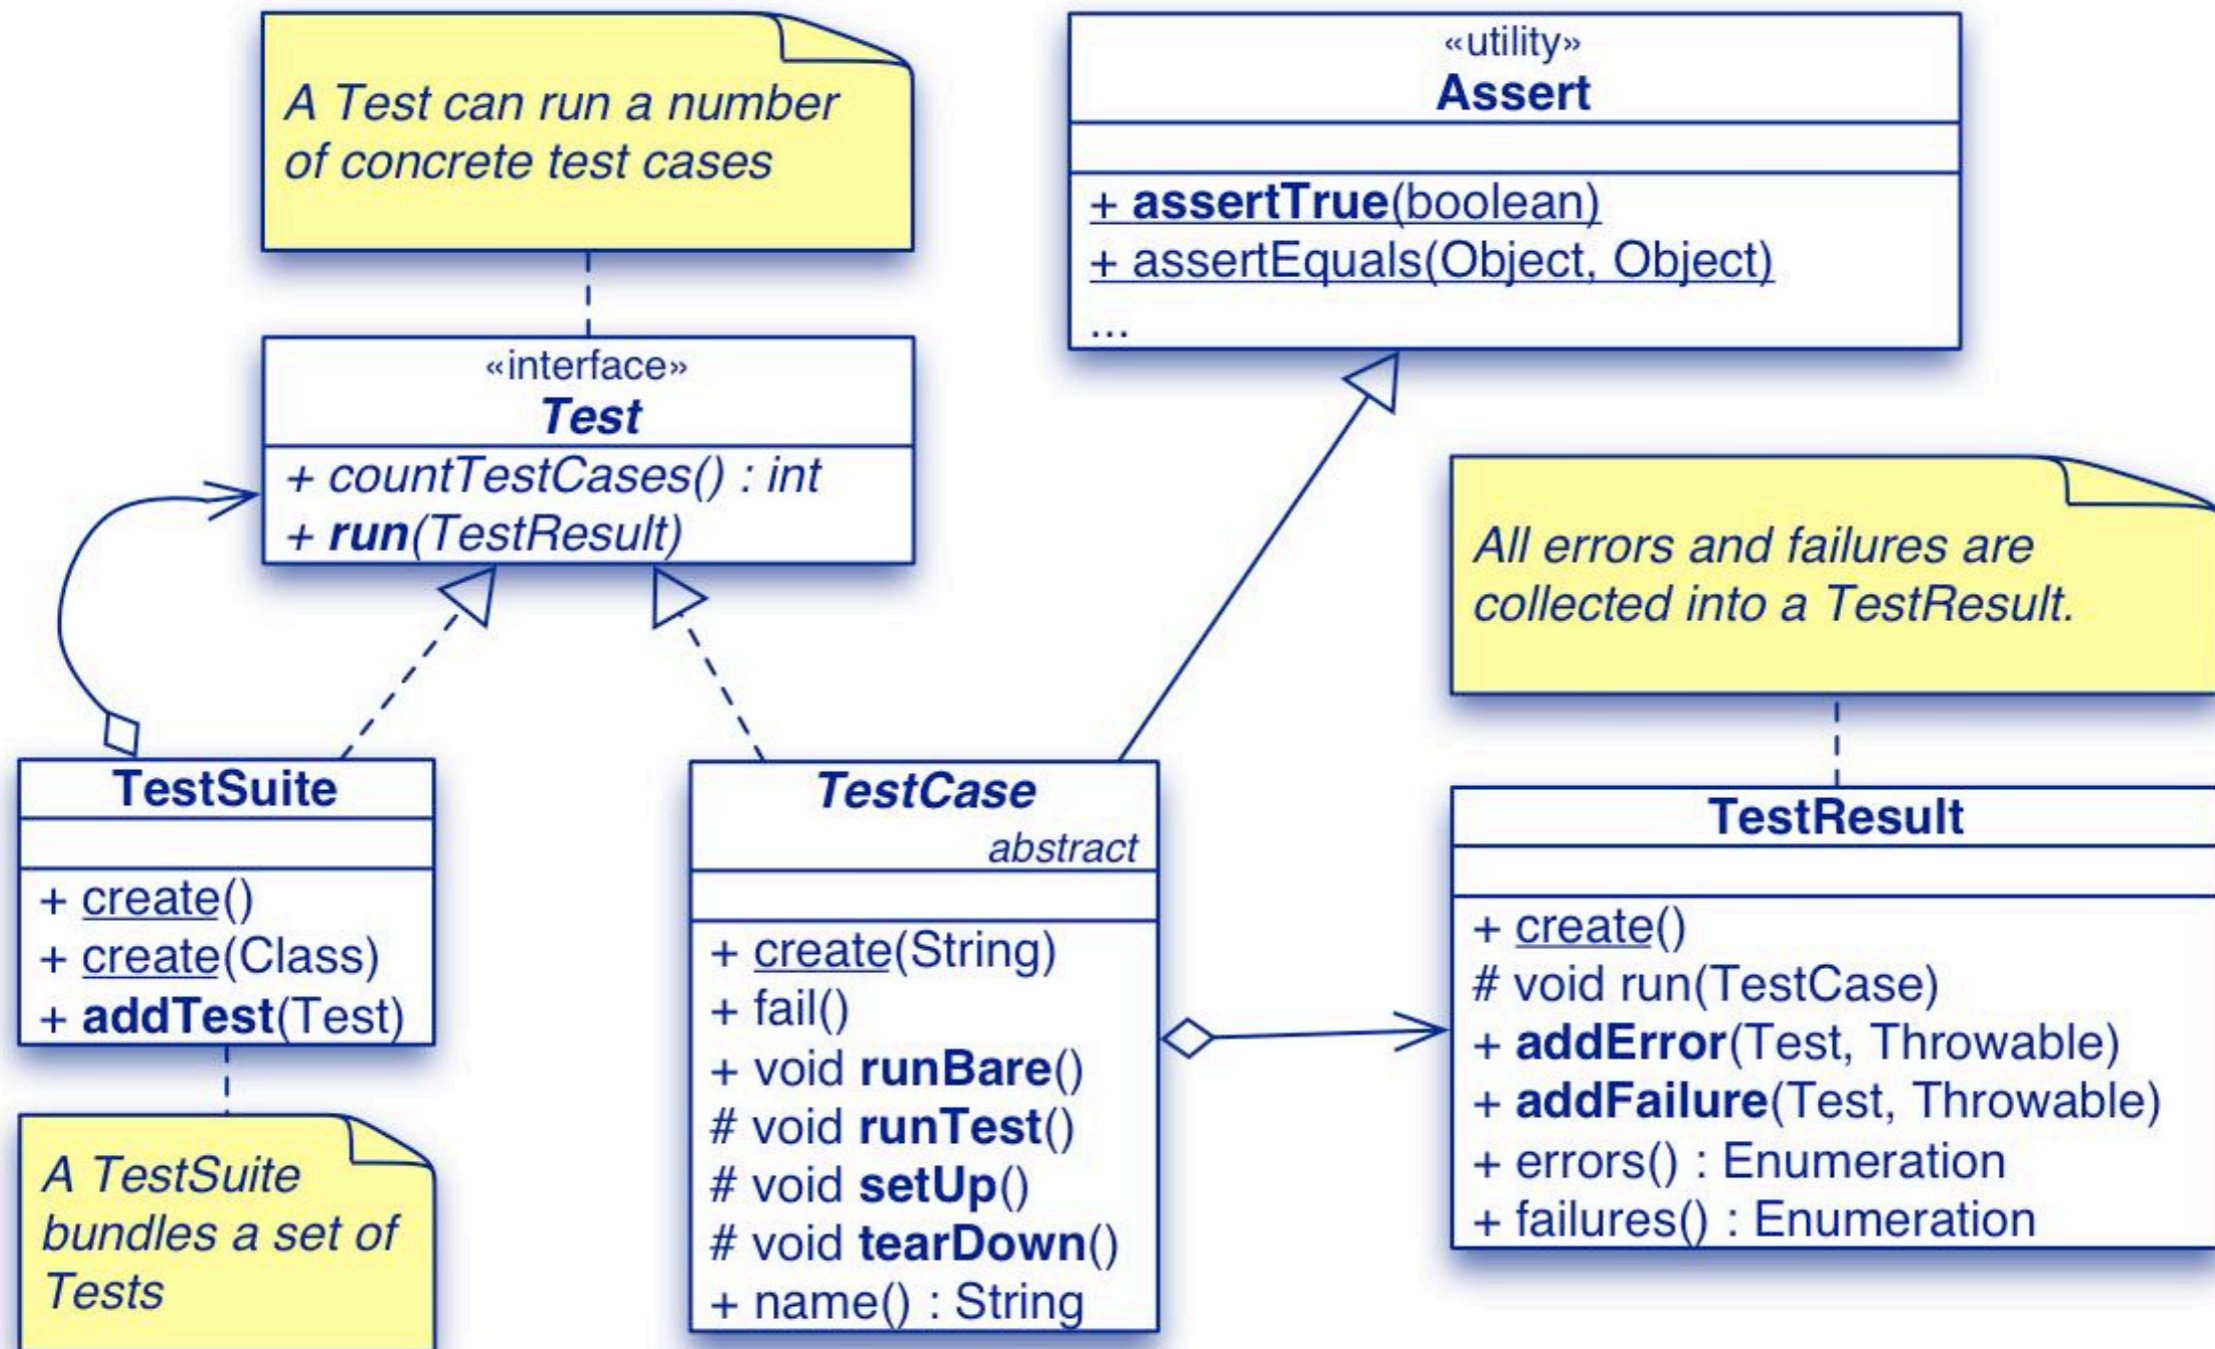 A Test can run a number
of concrete test cases
«utility»
Assert
+ assertTrue(boolean)
+ assertEquals(Object, Object)
...
«interface»
Test
+ countTestCases() : int
+ run(TestResult)
All errors and failures are
collected into a TestResult.
TestSuite
+ create()
+ create(Class)
+ addTest(Test)
A TestSuite
bundles a set of
Tests
TestCase
abstract
+ create(String)
+ fail()
+ void runBare()
# void runTest()
# void setUp()
# void tearDown()
+ name() : String
TestResult
+ create()
# void run(TestCase)
+ addError(Test, Throwable)
+ addFailure(Test, Throwable)
+ errors() : Enumeration
+ failures() : Enumeration